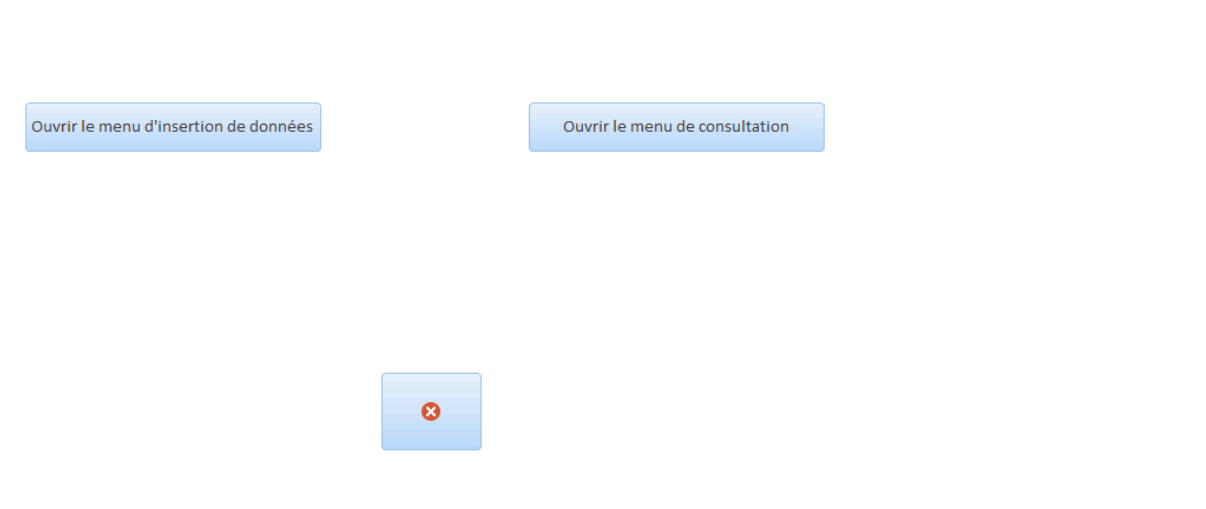 Ouvrir le menu d'insertion de données
Ouvrir le menu de consultation